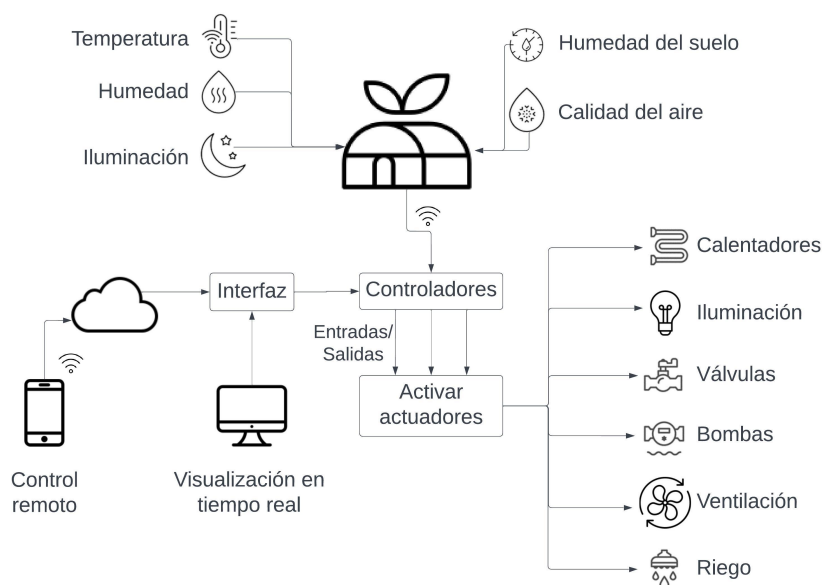 Temperatura
Humedad
Iluminación
Humedad del suelo
Calidad del aire
Interfaz
Controladores
Entradas/
Salidas
Activar
actuadores
Control
remoto
Visualización en
tiempo real
Calentadores
Iluminación
Válvulas
Bombas
Ventilación
Riego